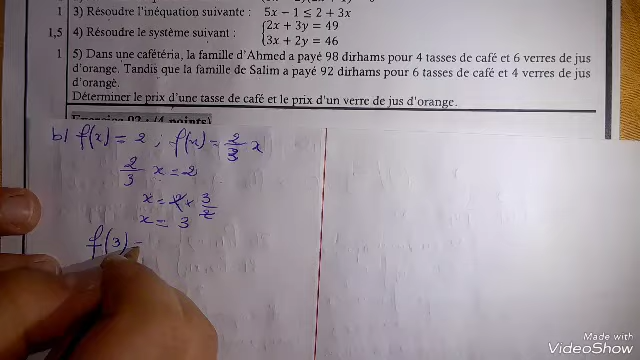 1 3) Résoudre l'inéquation suivante : 5x - 1 ≤ 2 + 3x
1,5 4) Résoudre le système suivant : {2x + 3y = 49
{3x + 2y = 46
1 5) Dans une cafétéria, la famille d'Ahmed a payé 98 dirhams pour 4 tasses de café et 6 verres de jus
d'orange. Tandis que la famille de Salim a payé 92 dirhams pour 6 tasses de café et 4 verres de jus
d'orange.
Déterminer le prix d'une tasse de café et le prix d'un verre de jus d'orange.
Exercice 02 : (4 points)
b) f(x) = 2 ; f(x) = 2/3 x
2/3 x = 2
x = 2 × 3/2
x = 3
f(3) =
Made with
VideoShow